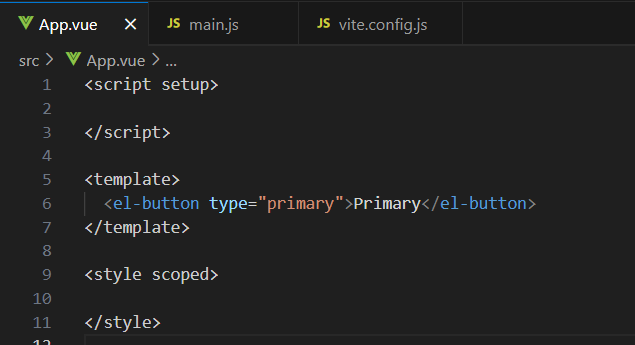 App.vue × JS main.js JS vite.config.js
src > App.vue > ...
1 <script setup>
2
3 </script>
4
5 <template>
6 <el-button type="primary">Primary</el-button>
7 </template>
8
9 <style scoped>
10
11 </style>
12